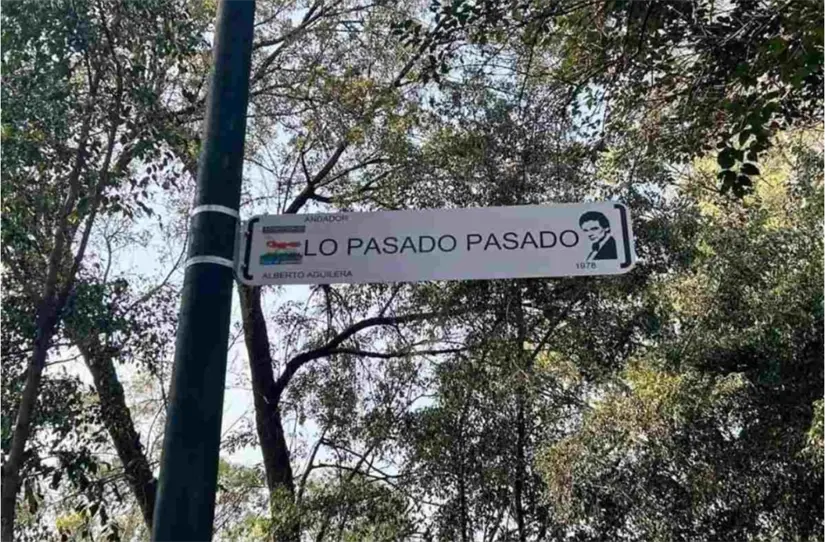 ANDADOR
LO PASADO PASADO
ALBERTO AGUILERA
1978